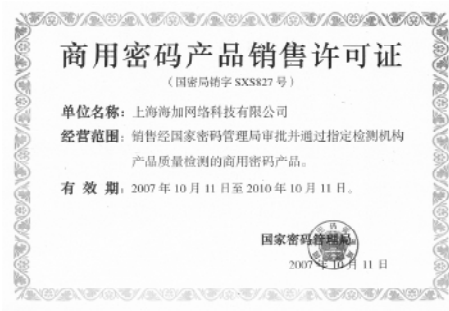 商用密码产品销售许可证
（国密局销字 SXS827 号）
单位名称：上海海加网络科技有限公司
经营范围：销售经国家密码管理局审批并通过指定检测机构
产品质量检测的商用密码产品。
有 效 期：2007 年 10 月 11 日至 2010 年 10 月 11 日。
国家密码管理局
2007 年 10 月 11 日